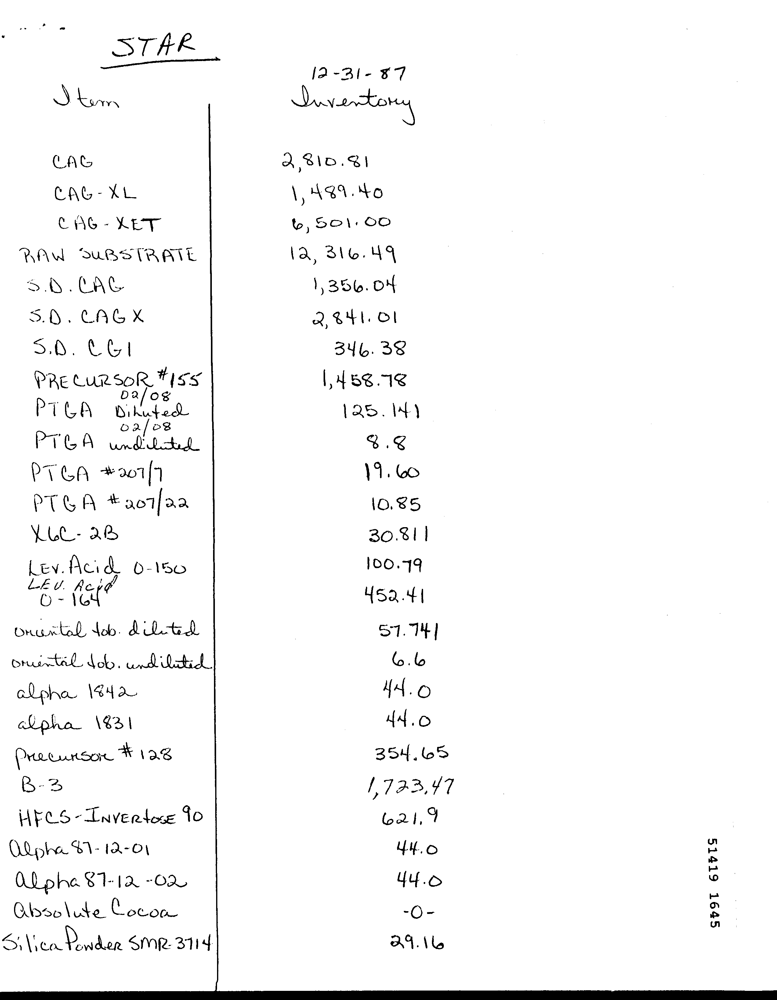 STAR
12-31-87
Item Inventory
CAG 2,810.81
CAG-XL 1,489.40
CAG-XET 6,501.00
RAW SUBSTRATE 12,316.49
S.D. CAG 1,356.04
S.D. CAGX 2,841.01
S.D. CGI 346.38
PRECURSOR #155 1,458.78
02/08
PTGA Diluted 125.141
02/08
PTGA undiluted 8.8
PTGA #207/7 19.60
PTGA #207/22 10.85
X6C-2B 30.811
LEV. Acid 0-150 100.79
LEV. Acid
0-164 452.41
oriental tob. diluted 57.741
oriental tob. undiluted 6.6
alpha 1842 44.0
alpha 1831 44.0
precursor #128 354.65
B-3 1,723.47
HFCS-INVERtOSE 90 621.9
Alpha 87-12-01 44.0
Alpha 87-12-02 44.0
Absolute Cocoa -0-
Silica Powder SMR-3714 29.16
51419 1645